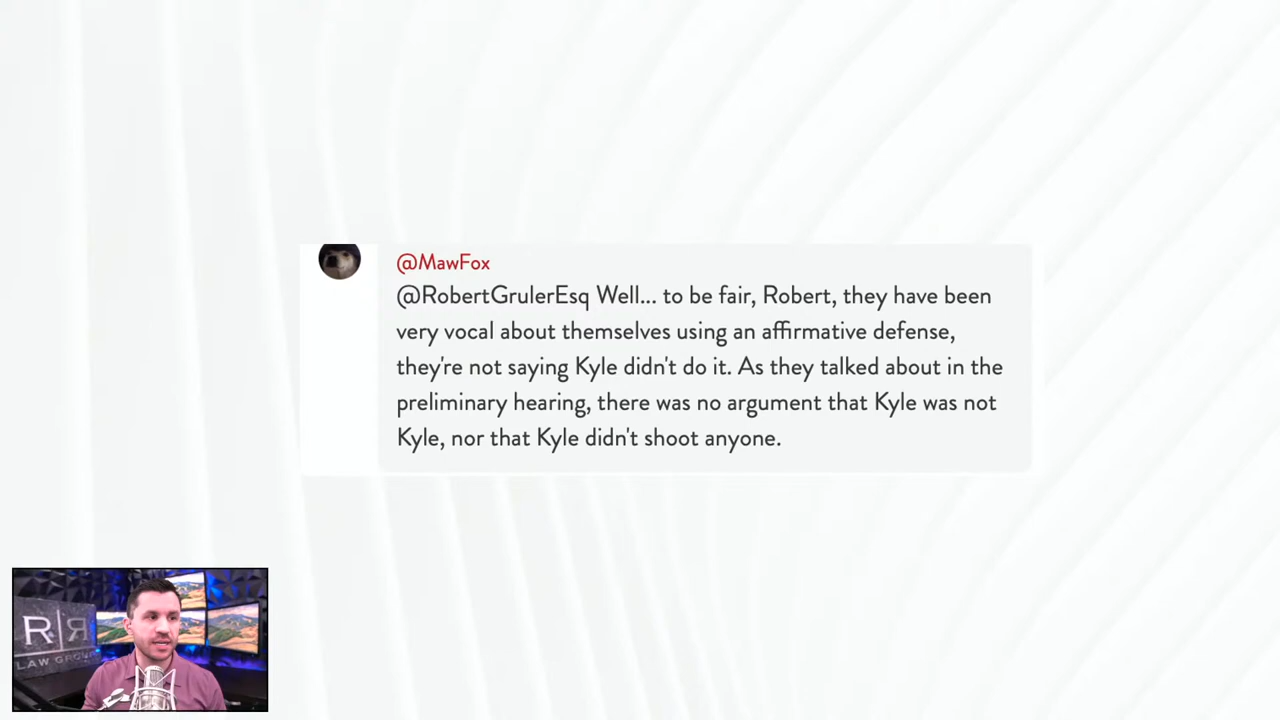 @MawFox
@RobertGrulerEsq Well... to be fair, Robert, they have been
very vocal about themselves using an affirmative defense,
they're not saying Kyle didn't do it. As they talked about in the
preliminary hearing, there was no argument that Kyle was not
Kyle, nor that Kyle didn't shoot anyone.
R|Я
LAW GROUP